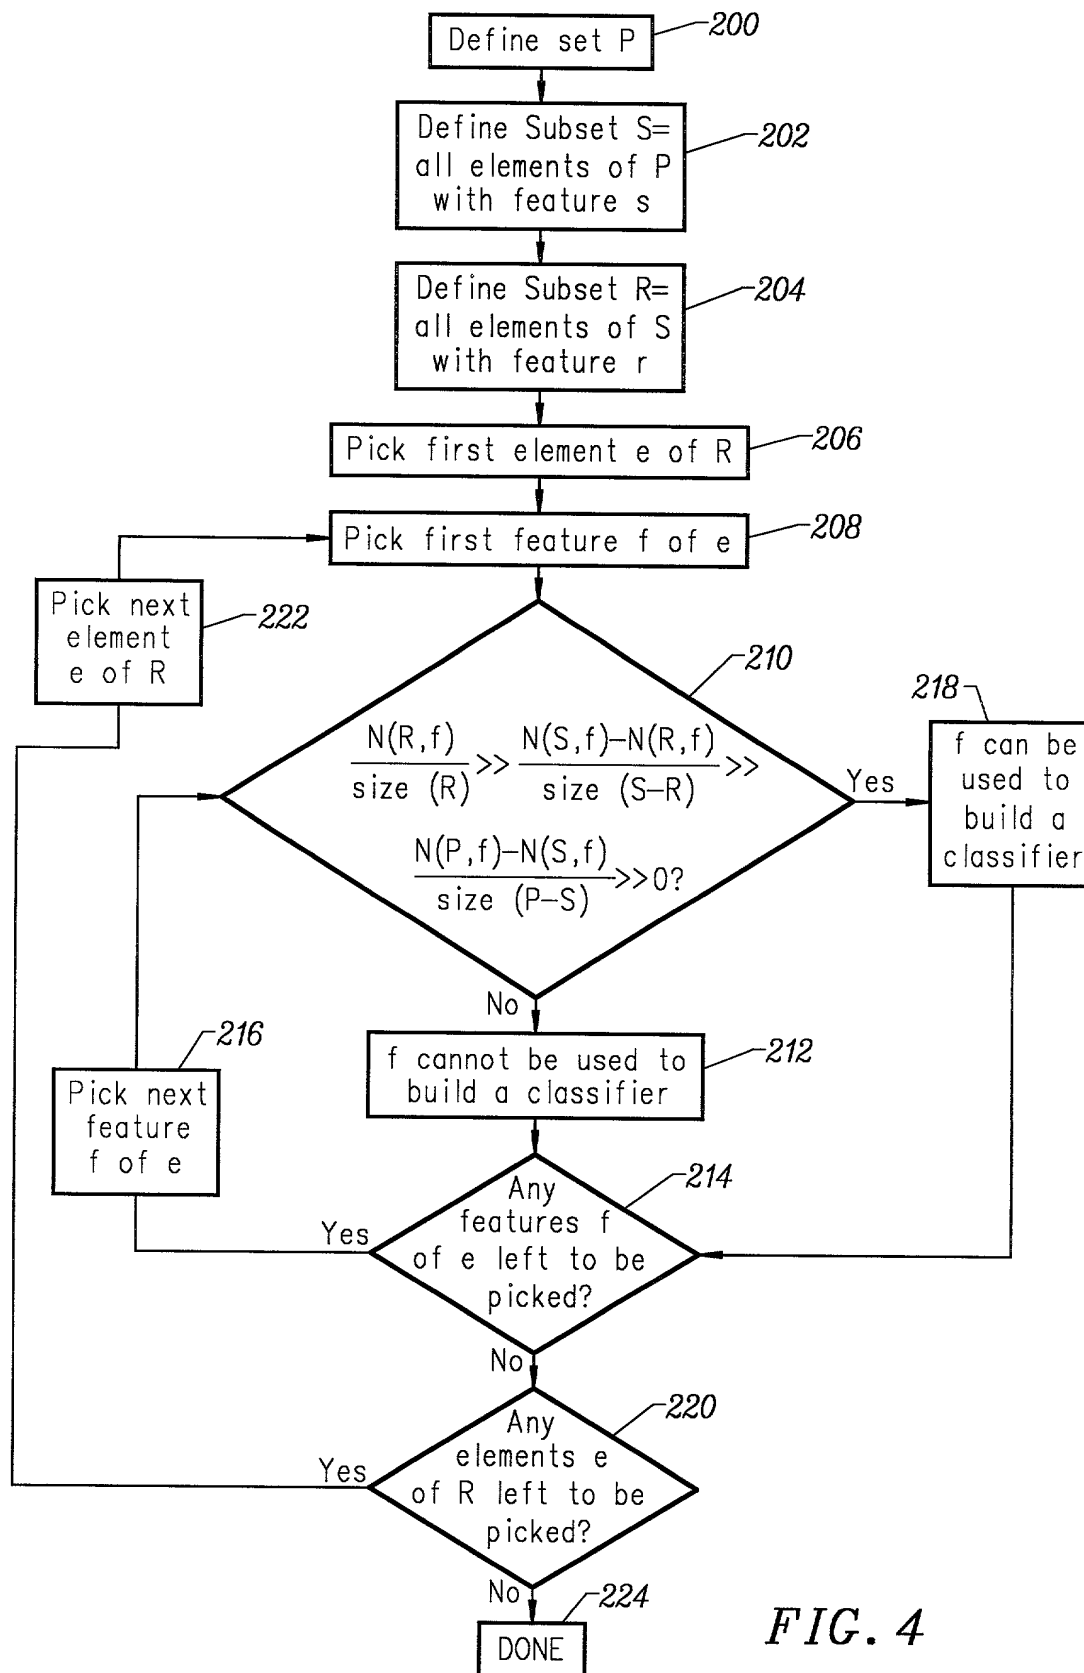 Define set P
200
Define Subset S=
all elements of P
with feature s
202
Define Subset R=
all elements of S
with feature r
204
Pick first element e of R
206
Pick first feature f of e
208
Pick next
element
e of R
222
210
N(R,f)/size (R) >> N(S,f)-N(R,f)/size (S-R) >>
N(P,f)-N(S,f)/size (P-S) >>0?
Yes
218
f can be
used to
build a
classifier
No
f cannot be used to
build a classifier
212
216
Pick next
feature
f of e
214
Any
features f
of e left to be
picked?
Yes
No
220
Any
elements e
of R left to be
picked?
Yes
No
224
DONE
FIG. 4